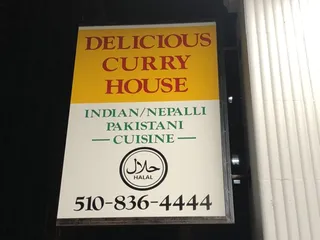 DELICIOUS
CURRY
HOUSE
INDIAN/NEPALLI
PAKISTANI
—CUISINE—
حلال
HALAL
510-836-4444